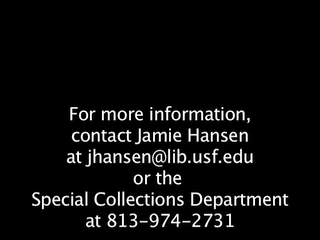 For more information,
contact Jamie Hansen
at jhansen@lib.usf.edu
or the
Special Collections Department
at 813-974-2731